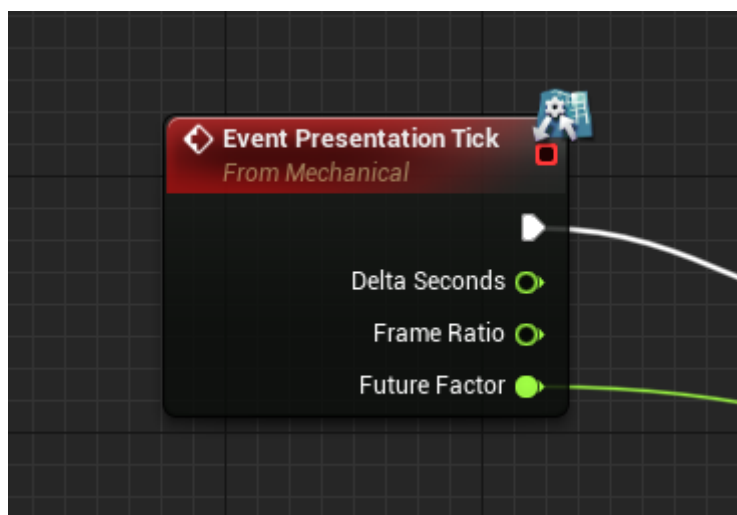 Event Presentation Tick
From Mechanical
Delta Seconds
Frame Ratio
Future Factor